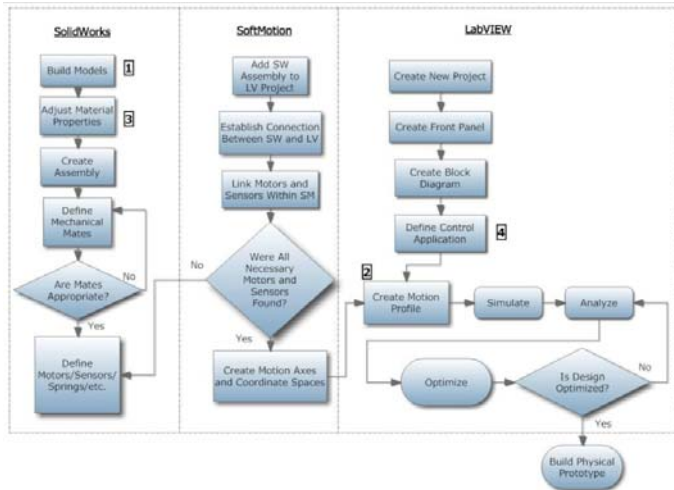 SolidWorks
Build Models
1
Adjust Material
Properties
3
Create
Assembly
Define
Mechanical
Mates
Are Mates
Appropriate?
No
Yes
Define
Motors/Sensors/
Springs/etc.
SoftMotion
Add SW
Assembly to
LV Project
Establish Connection
Between SW and LV
Link Motors and
Sensors Within SM
Were All
Necessary
Motors and
Sensors
Found?
No
Yes
Create Motion Axes
and Coordinate Spaces
LabVIEW
Create New Project
Create Front Panel
Create Block
Diagram
Define Control
Application
4
2
Create Motion
Profile
Simulate
Analyze
Optimize
Is Design
Optimized?
No
Yes
Build Physical
Prototype